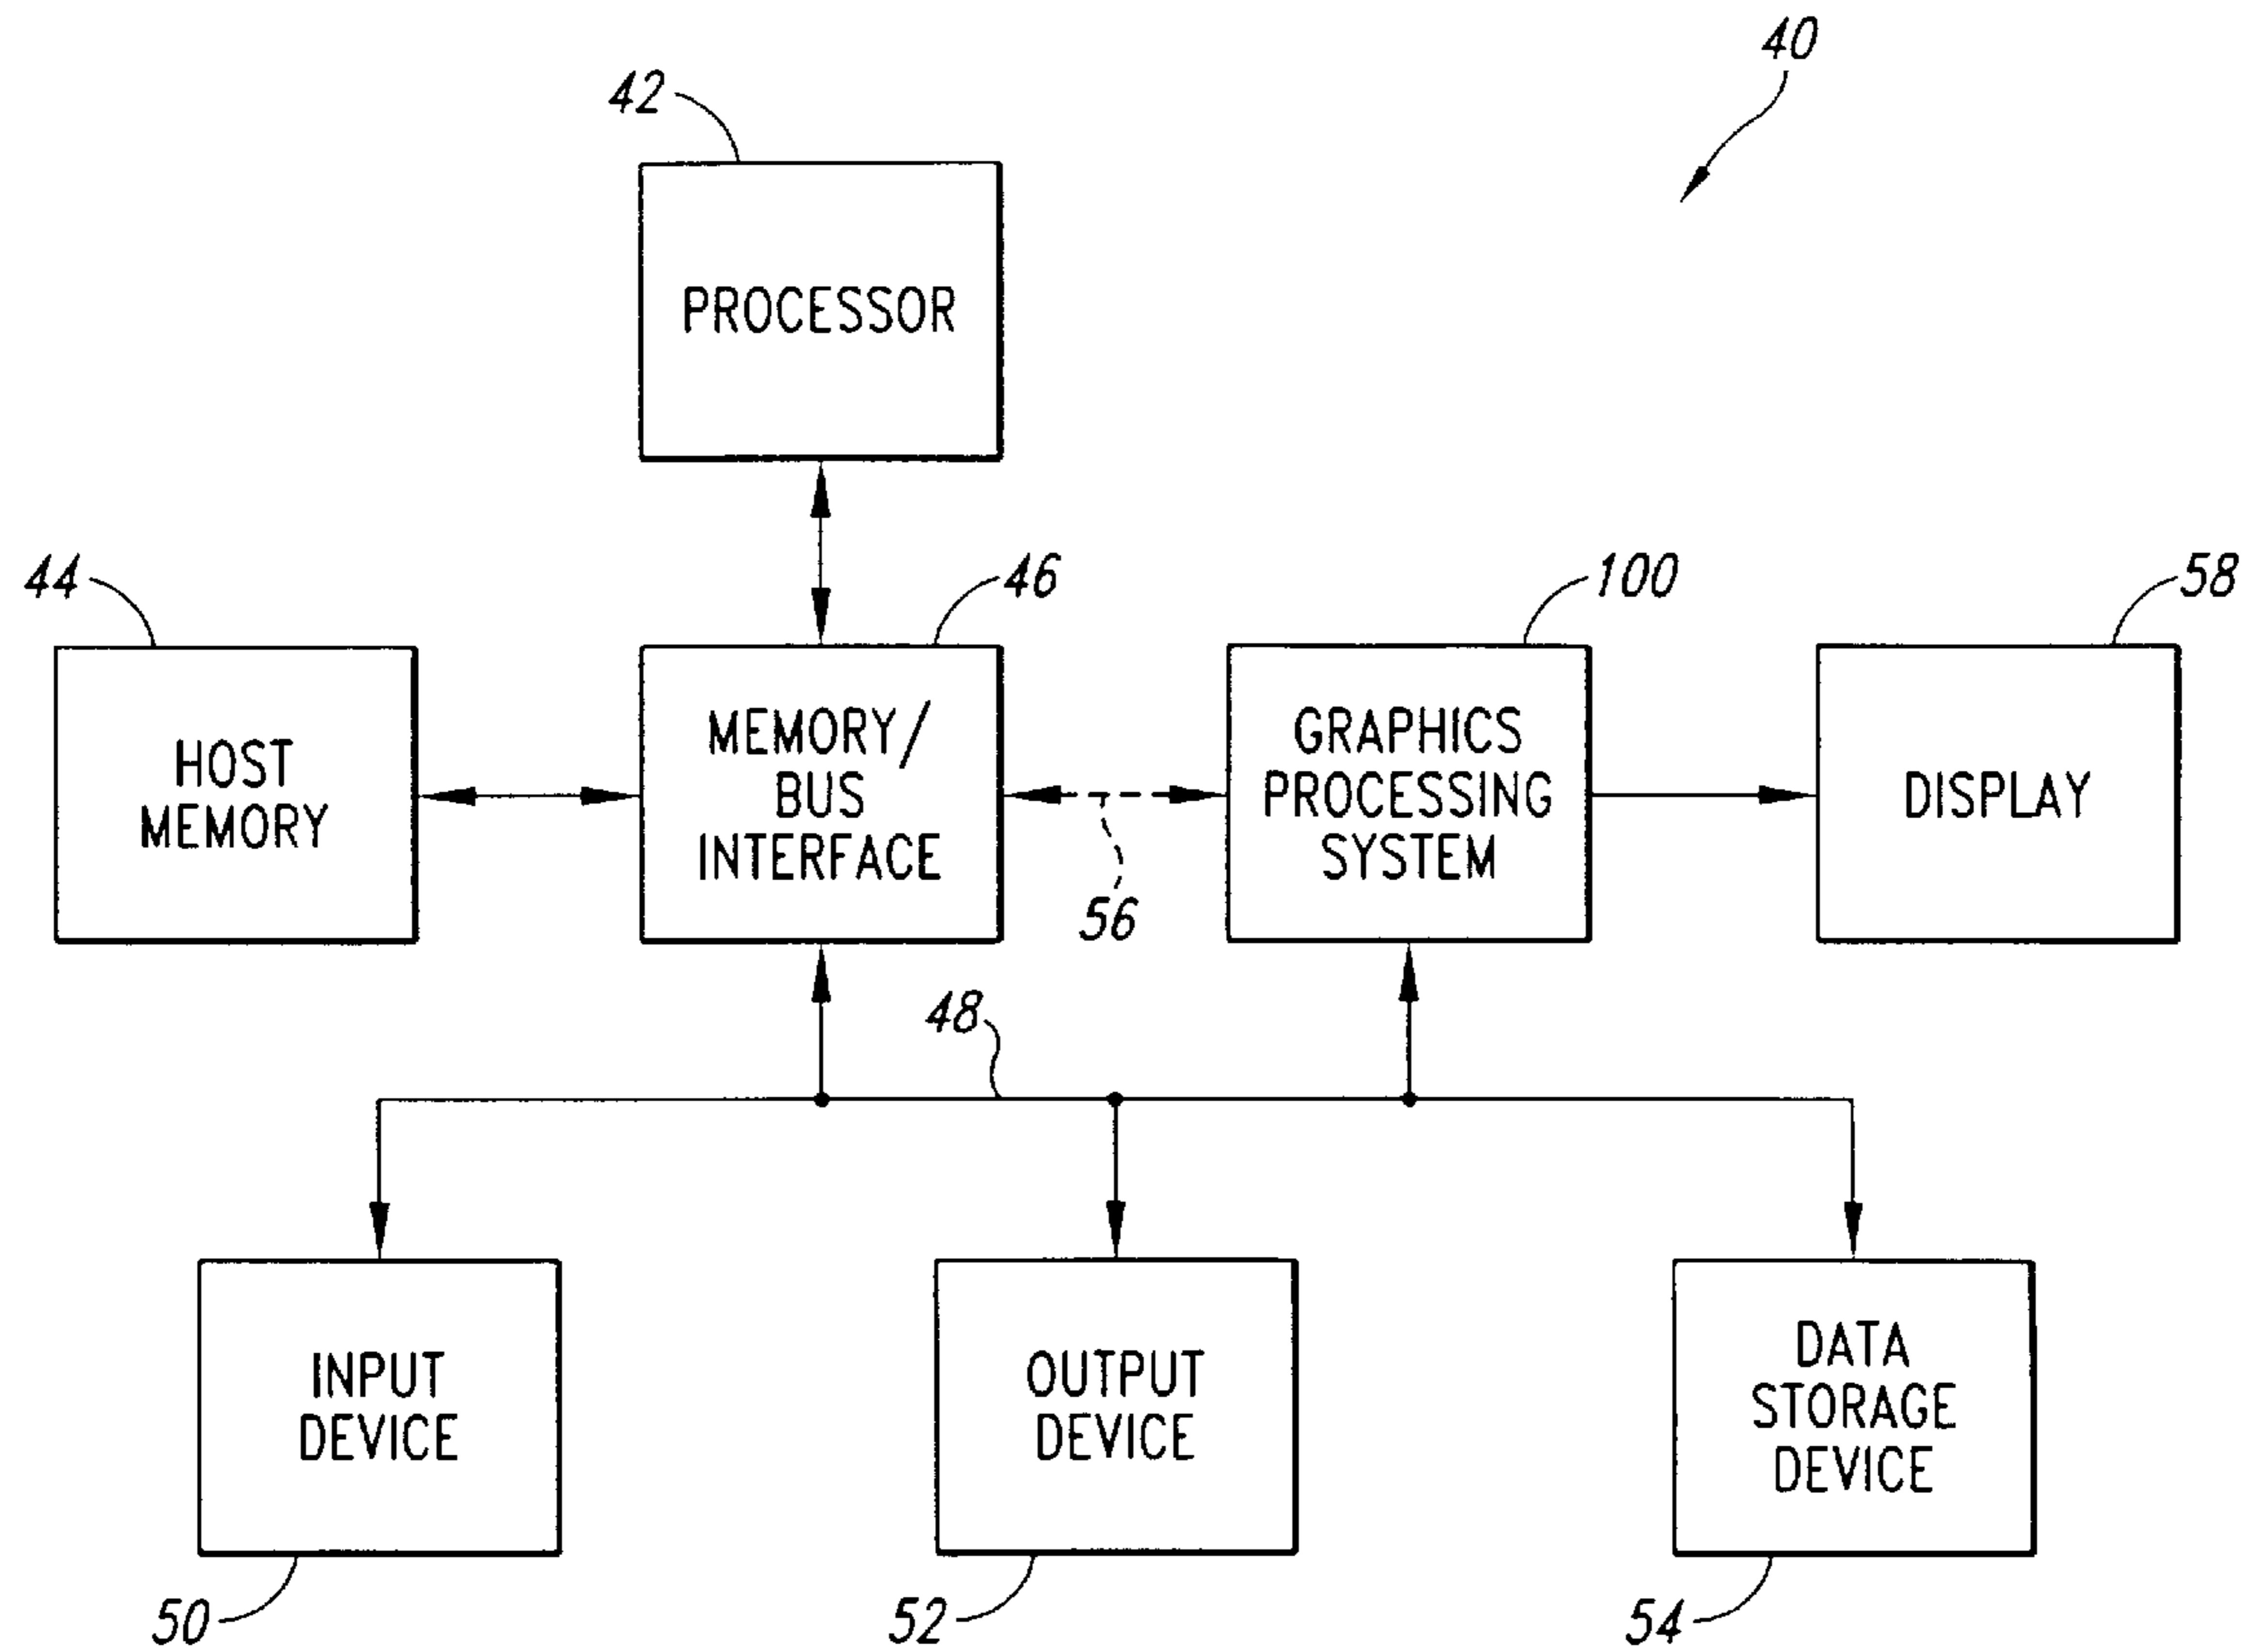 40
42
PROCESSOR
44
46
100
58
HOST
MEMORY
MEMORY/
BUS
INTERFACE
GRAPHICS
PROCESSING
SYSTEM
DISPLAY
56
48
INPUT
DEVICE
OUTPUT
DEVICE
DATA
STORAGE
DEVICE
50
52
54